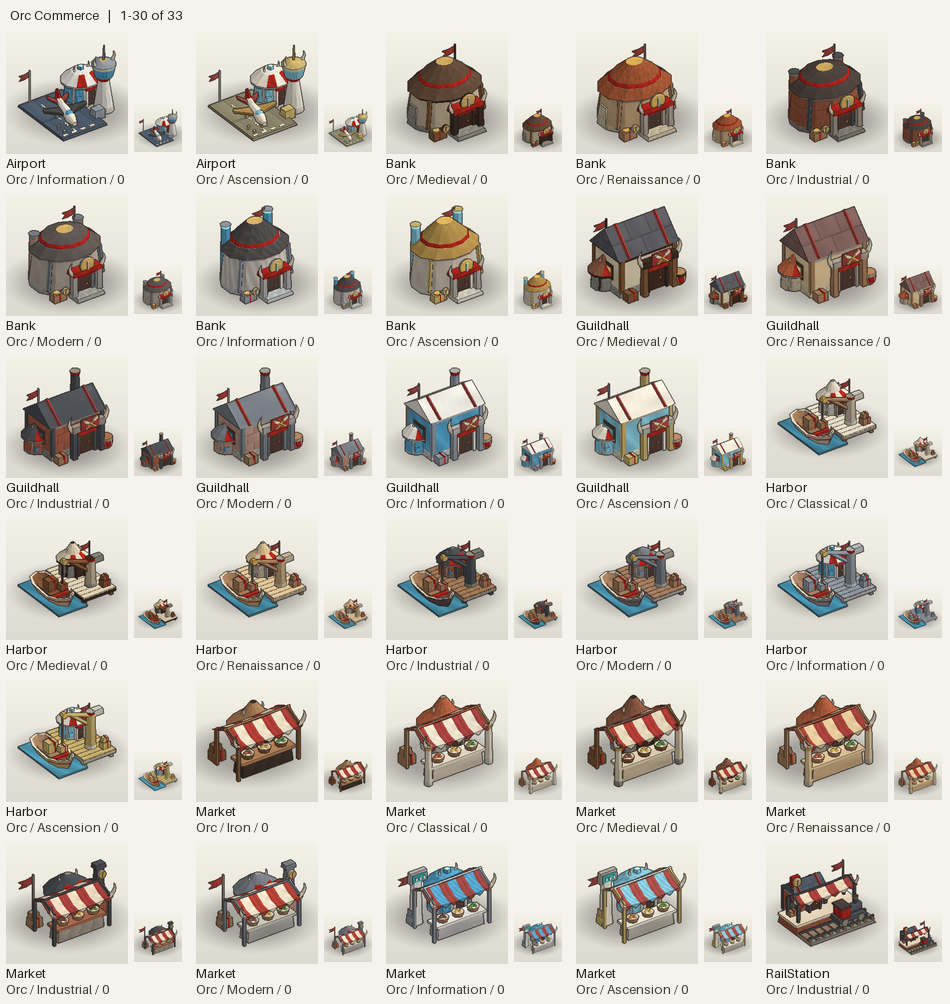 Orc Commerce | 1-30 of 33
Airport
Orc / Information / 0
Airport
Orc / Ascension / 0
Bank
Orc / Medieval / 0
Bank
Orc / Renaissance / 0
Bank
Orc / Industrial / 0
Bank
Orc / Modern / 0
Bank
Orc / Information / 0
Bank
Orc / Ascension / 0
Guildhall
Orc / Medieval / 0
Guildhall
Orc / Renaissance / 0
Guildhall
Orc / Industrial / 0
Guildhall
Orc / Modern / 0
Guildhall
Orc / Information / 0
Guildhall
Orc / Ascension / 0
Harbor
Orc / Classical / 0
Harbor
Orc / Medieval / 0
Harbor
Orc / Renaissance / 0
Harbor
Orc / Industrial / 0
Harbor
Orc / Modern / 0
Harbor
Orc / Information / 0
Harbor
Orc / Ascension / 0
Market
Orc / Iron / 0
Market
Orc / Classical / 0
Market
Orc / Medieval / 0
Market
Orc / Renaissance / 0
Market
Orc / Industrial / 0
Market
Orc / Modern / 0
Market
Orc / Information / 0
Market
Orc / Ascension / 0
RailStation
Orc / Industrial / 0